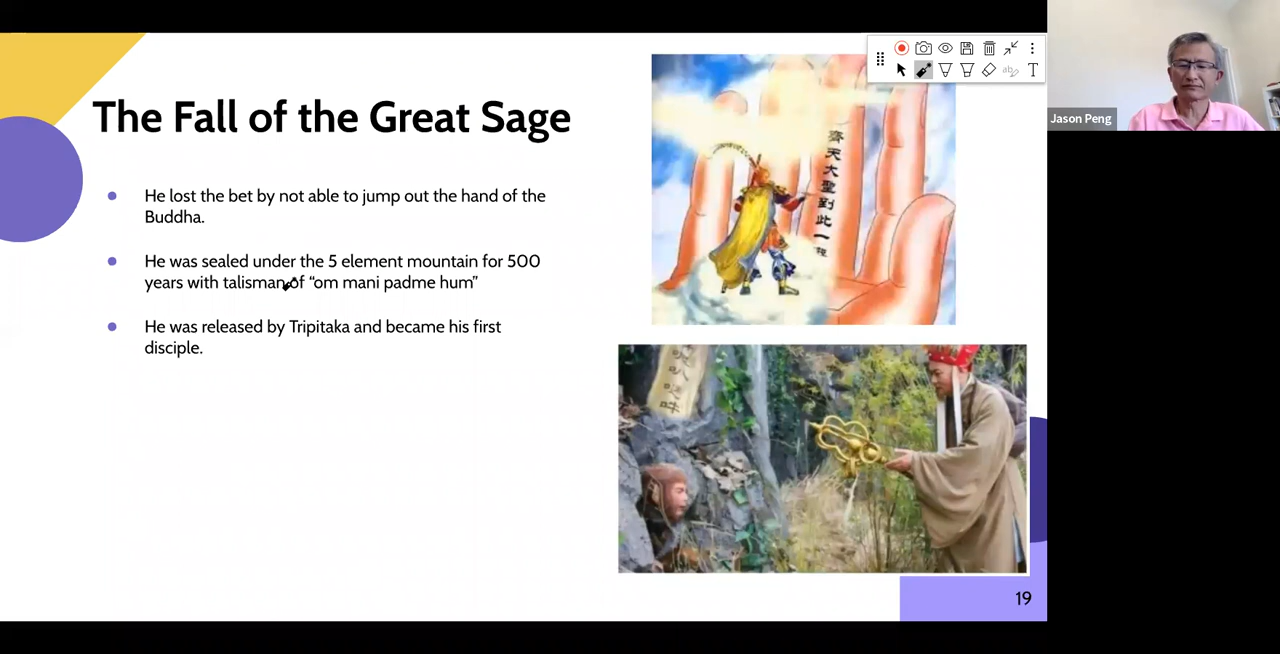 The Fall of the Great Sage
He lost the bet by not able to jump out the hand of the
Buddha.
He was sealed under the 5 element mountain for 500
years with talisman of “om mani padme hum”
He was released by Tripitaka and became his first
disciple.
齊天大聖到此一
T
Jason Peng
19